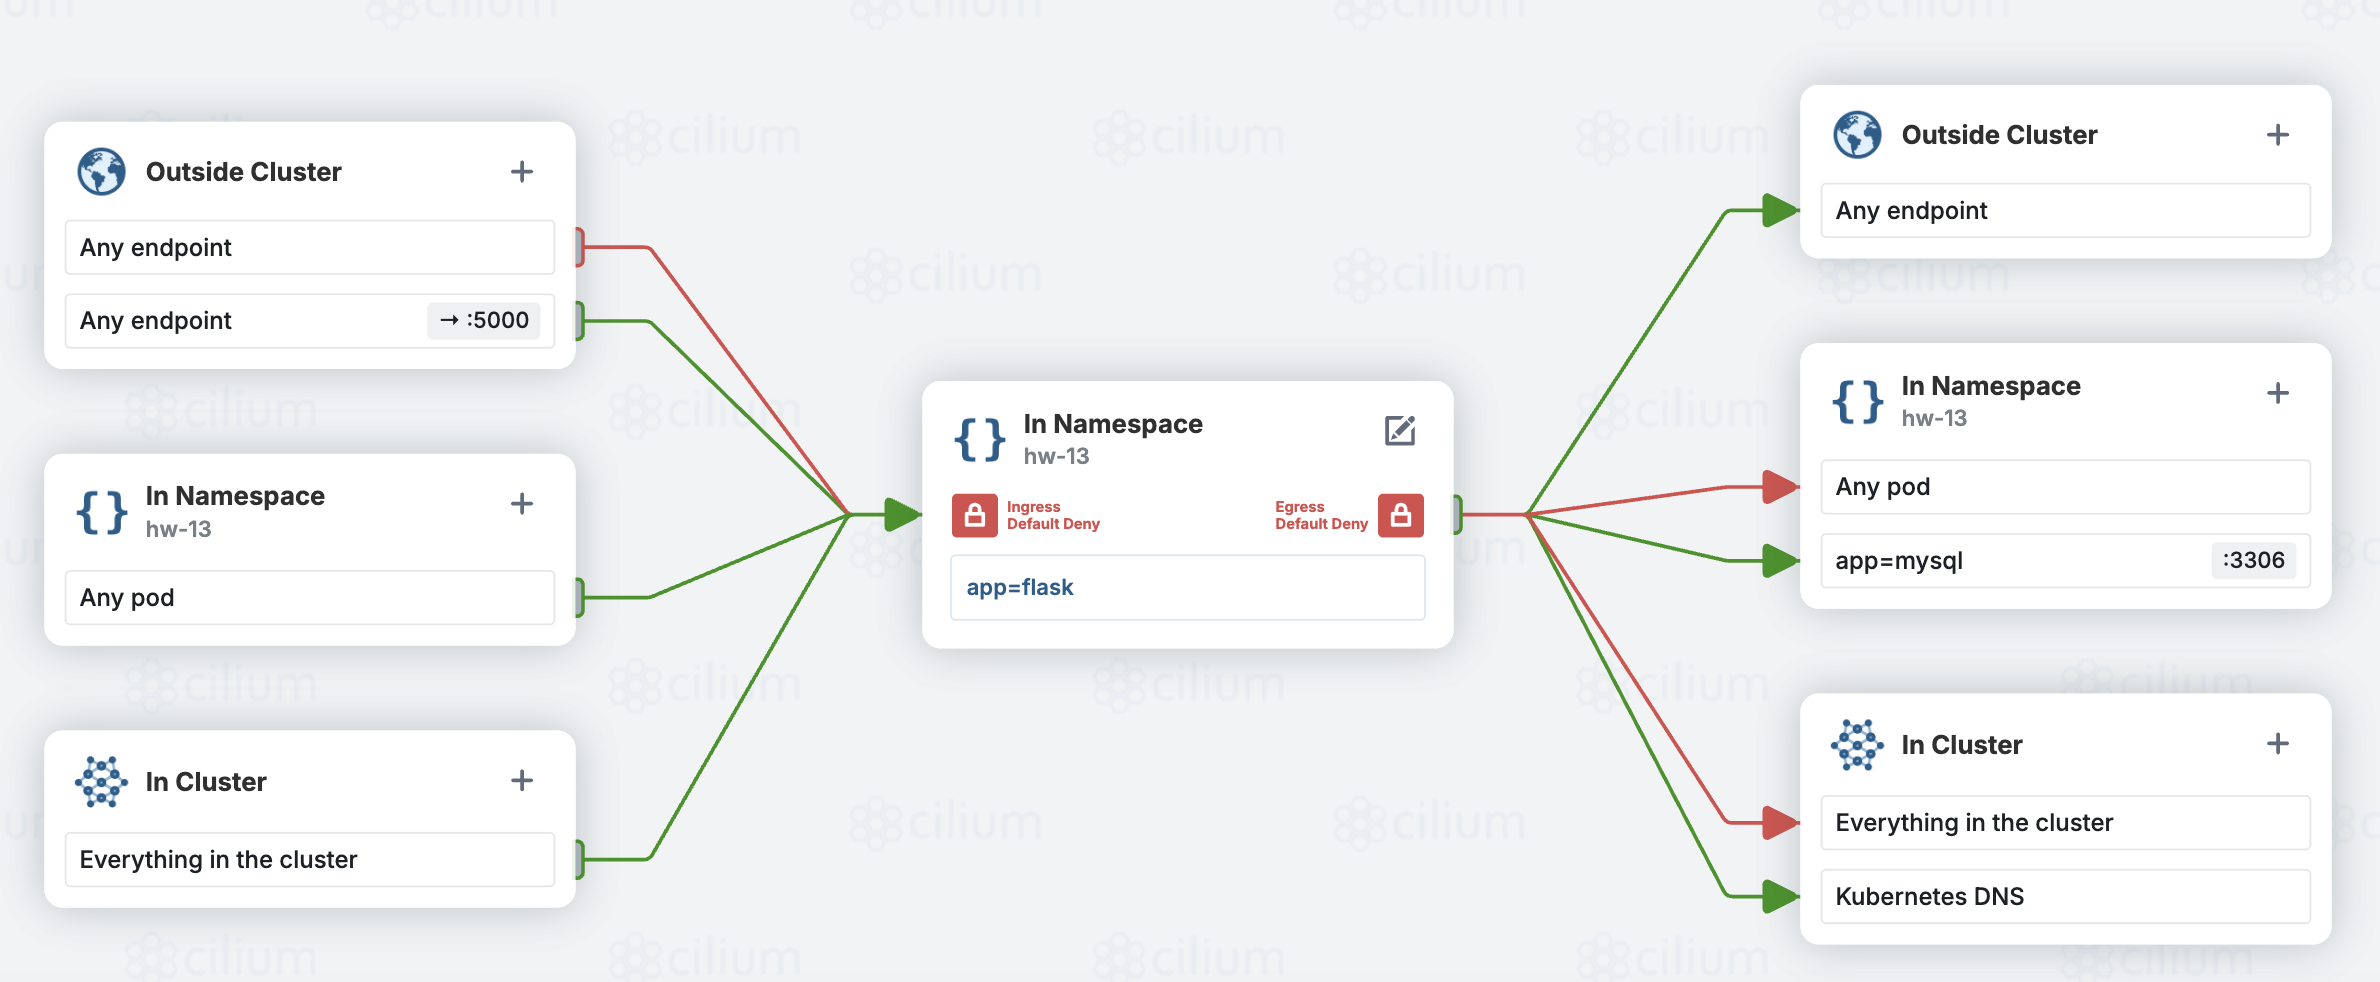 Outside Cluster
Any endpoint
Any endpoint → :5000
In Namespace
hw-13
Any pod
In Cluster
Everything in the cluster
In Namespace
hw-13
Ingress
Default Deny
Egress
Default Deny
app=flask
Outside Cluster
Any endpoint
In Namespace
hw-13
Any pod
app=mysql :3306
In Cluster
Everything in the cluster
Kubernetes DNS
cilium